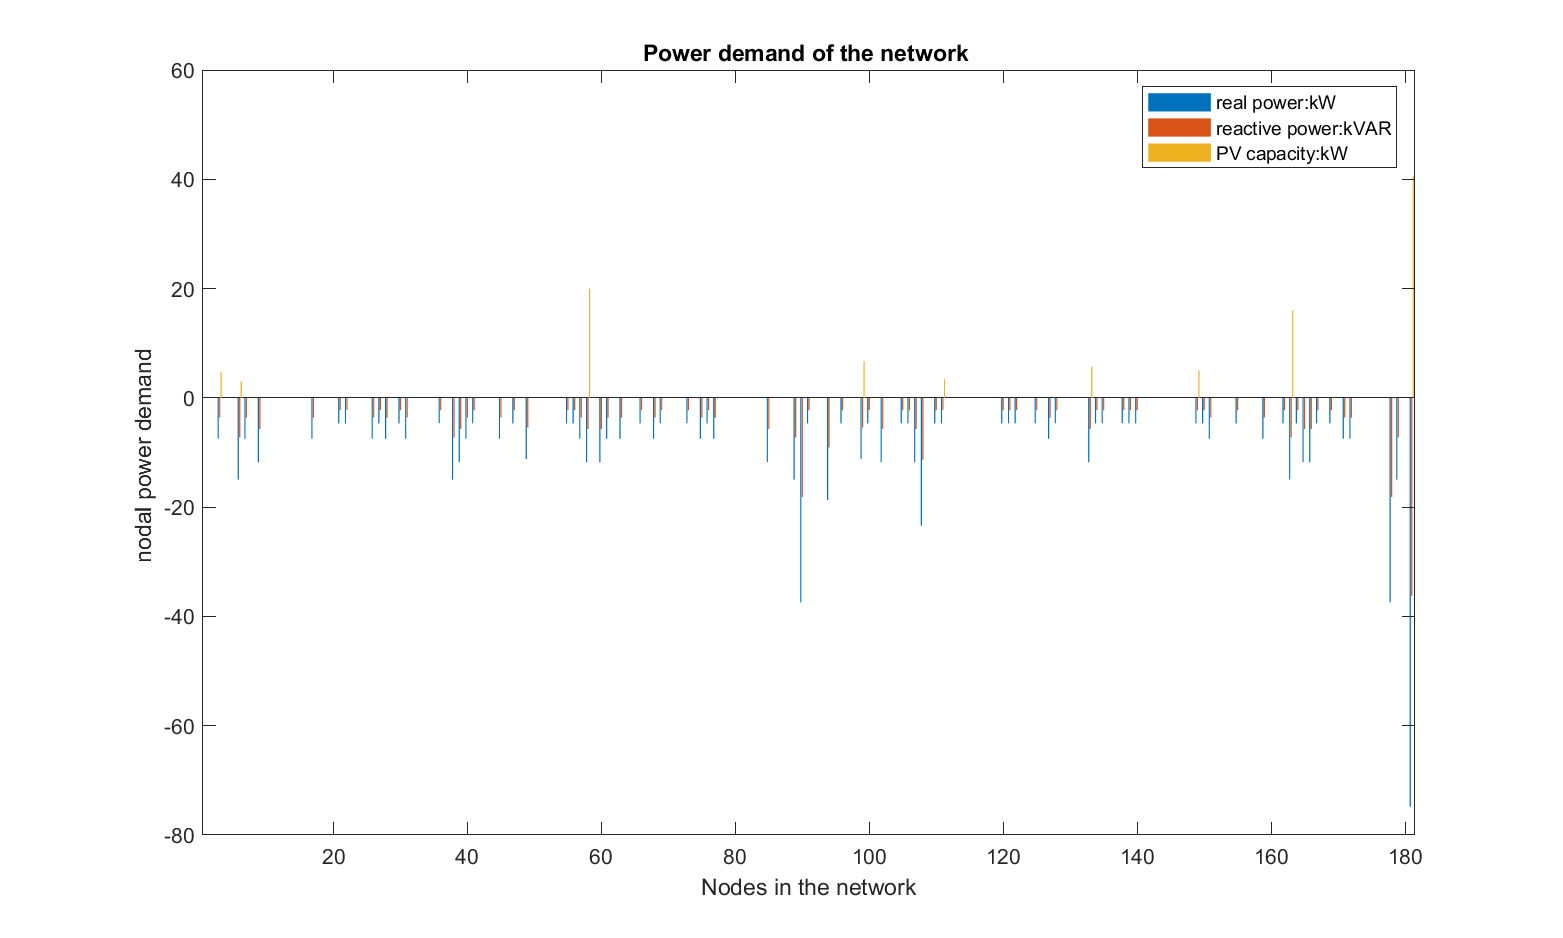 Power demand of the network
60
40
20
0
-20
-40
-60
-80
nodal power demand
real power:kW
reactive power:kVAR
PV capacity:kW
20 40 60 80 100 120 140 160 180
Nodes in the network